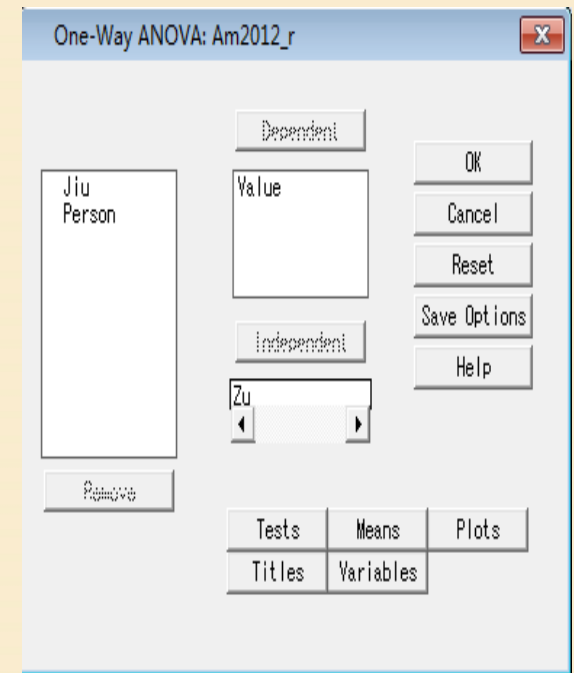 One-Way ANOVA: Am2012_r
Dependent
Jiu
Person
Value
OK
Cancel
Reset
Save Options
Independent
Help
Zu
Remove
Tests Means Plots
Titles Variables